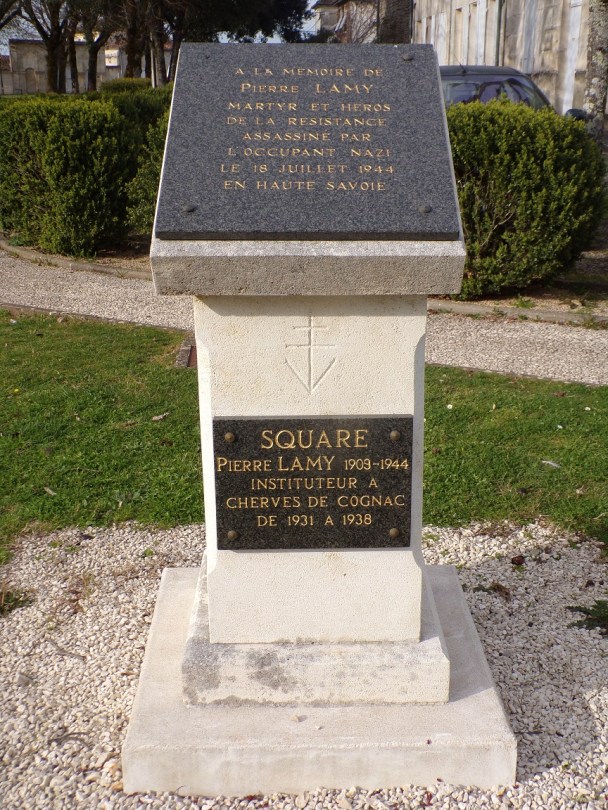 A LA MEMOIRE DE
PIERRE LAMY
MARTYR ET HEROS
DE LA RESISTANCE
ASSASSINE PAR
L'OCCUPANT NAZI
LE 18 JUILLET 1944
EN HAUTE SAVOIE
SQUARE
PIERRE LAMY 1909-1944
INSTITUTEUR A
CHERVES DE COGNAC
DE 1931 A 1938